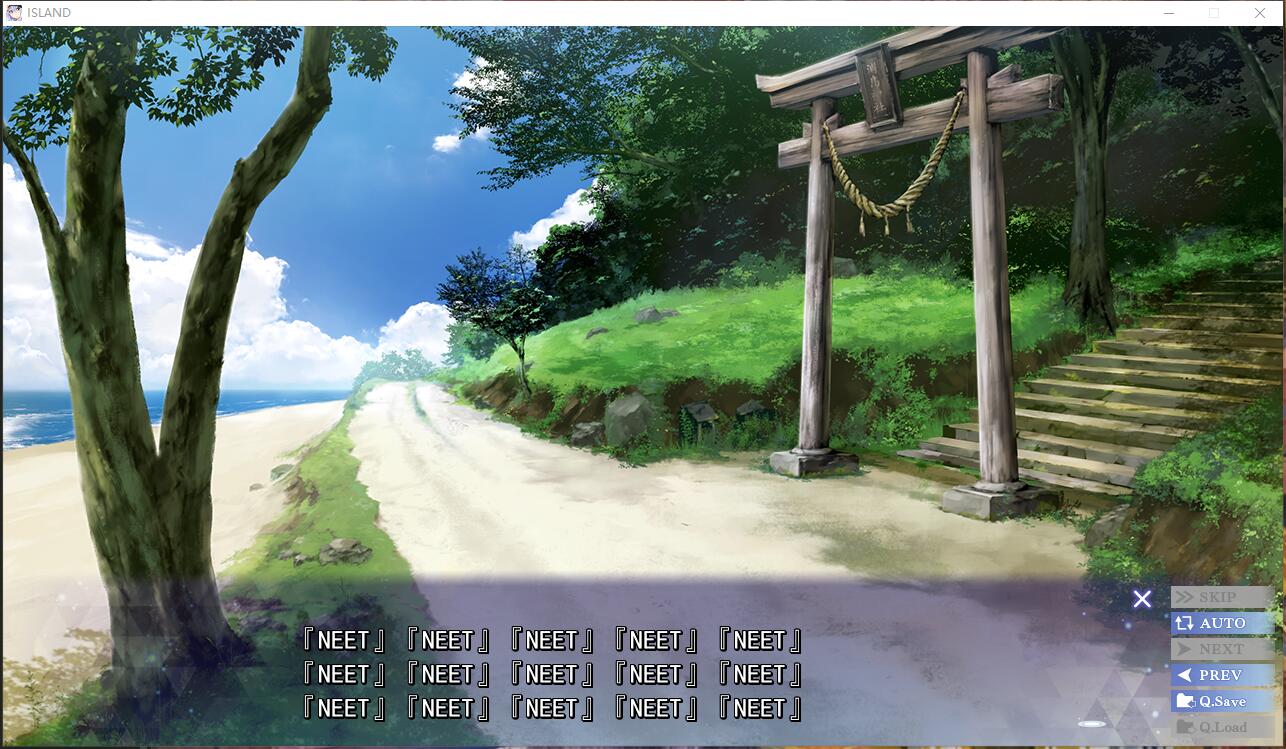 ISLAND
『NEET』『NEET』『NEET』『NEET』『NEET』
『NEET』『NEET』『NEET』『NEET』『NEET』
『NEET』『NEET』『NEET』『NEET』『NEET』
SKIP
AUTO
NEXT
PREV
Q.Save
Q.Load